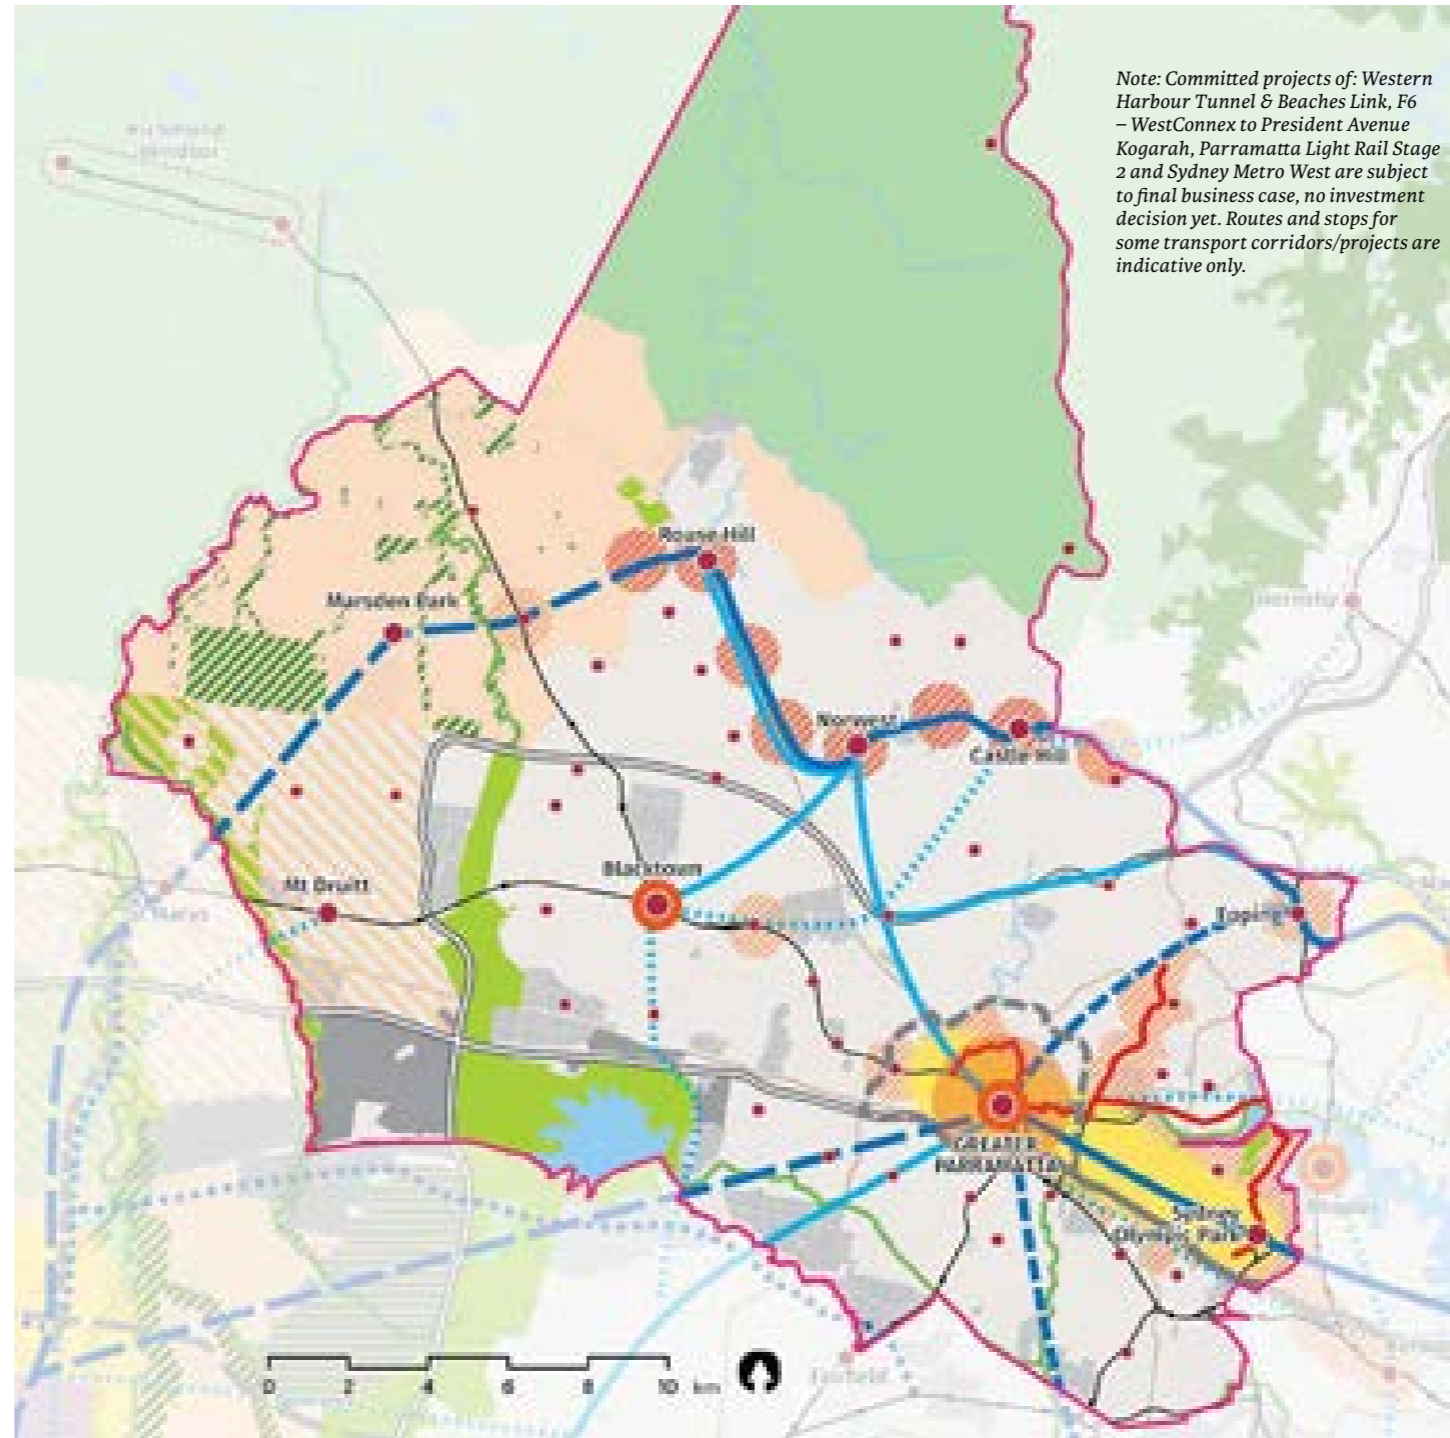 Note: Committed projects of: Western
Harbour Tunnel & Beaches Link, F6
– WestConnex to President Avenue
Kogarah, Parramatta Light Rail Stage
2 and Sydney Metro West are subject
to final business case, no investment
decision yet. Routes and stops for
some transport corridors/projects are
indicative only.
Rouse Hill
Marsden Park
Hornsby
Norwest
Castle Hill
Blacktown
Mt Druitt
Epping
GREATER
PARRAMATTA
Sydney
Olympic Park
Fairfield
0 2 4 6 8 10 km